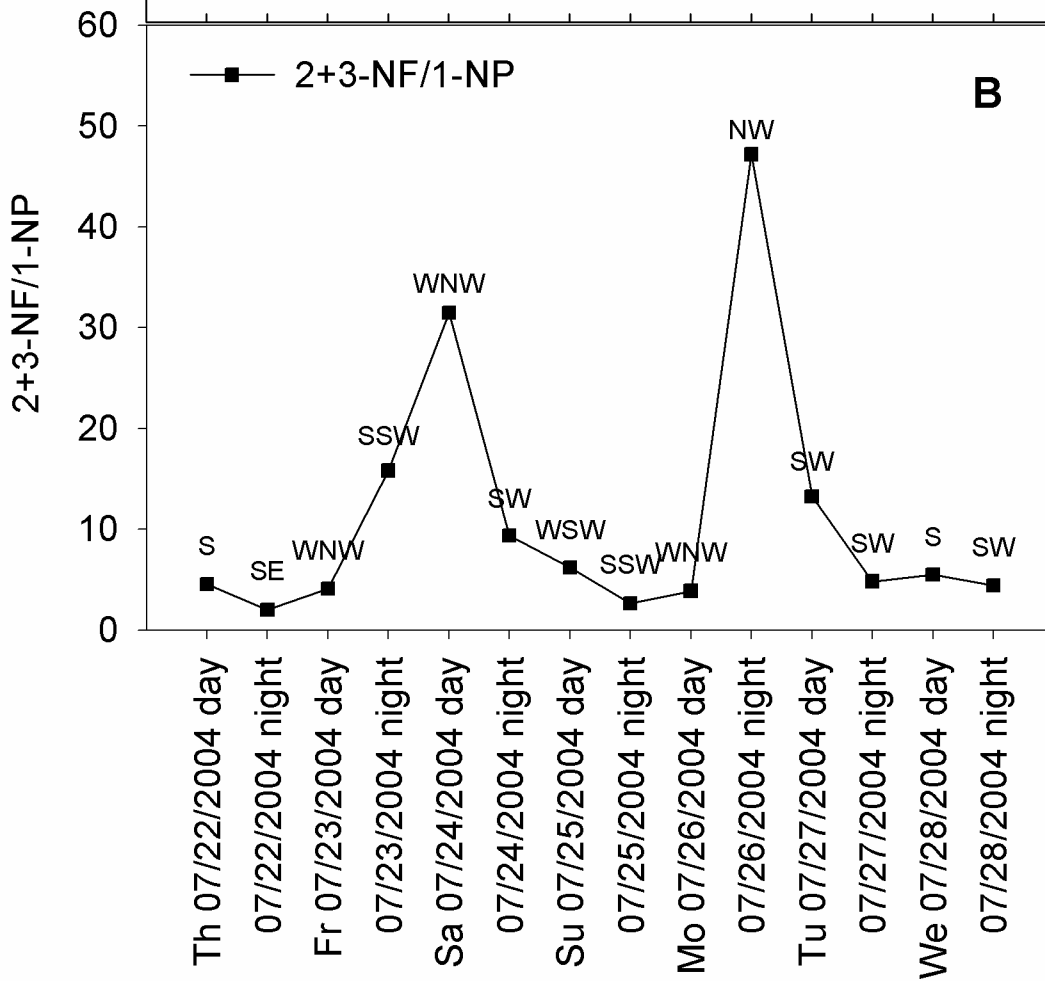 60
2+3-NF/1-NP
B
50
NW
40
2+3-NF/1-NP
WNW
30
20
SSW
SW
SW
10
S
SE
WNW
WSW
SSW
WNW
SW
S
SW
0
Th 07/22/2004 day
07/22/2004 night
Fr 07/23/2004 day
07/23/2004 night
Sa 07/24/2004 day
07/24/2004 night
Su 07/25/2004 day
07/25/2004 night
Mo 07/26/2004 day
07/26/2004 night
Tu 07/27/2004 day
07/27/2004 night
We 07/28/2004 day
07/28/2004 night